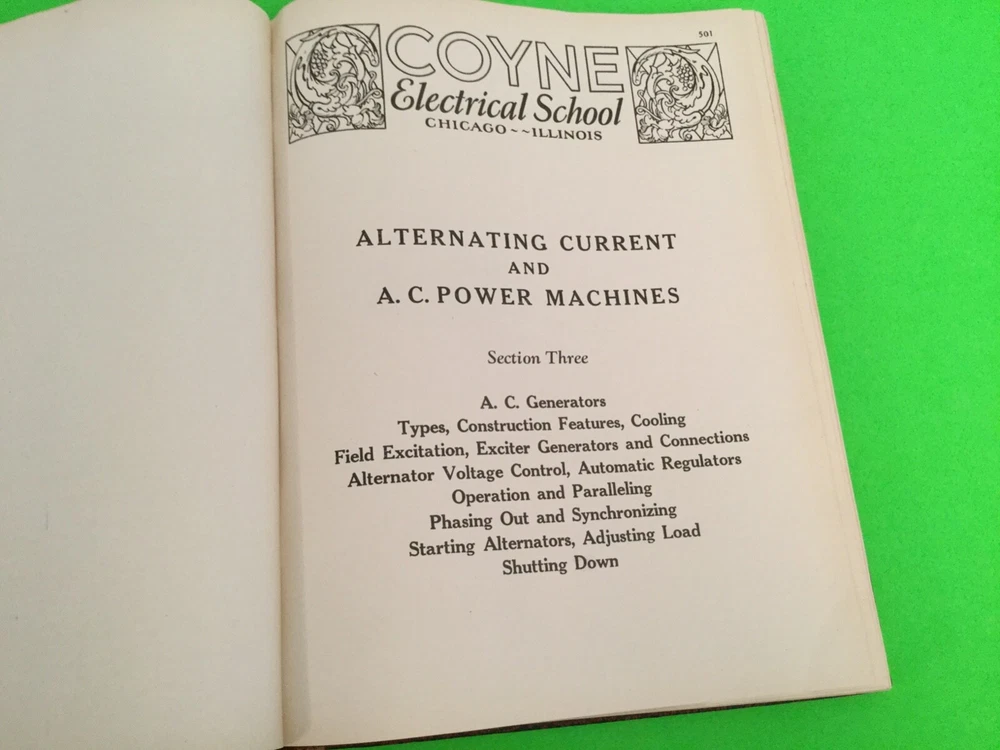 501
COYNE
Electrical School
CHICAGO ~~ ILLINOIS
ALTERNATING CURRENT
AND
A. C. POWER MACHINES
Section Three
A. C. Generators
Types, Construction Features, Cooling
Field Excitation, Exciter Generators and Connections
Alternator Voltage Control, Automatic Regulators
Operation and Paralleling
Phasing Out and Synchronizing
Starting Alternators, Adjusting Load
Shutting Down